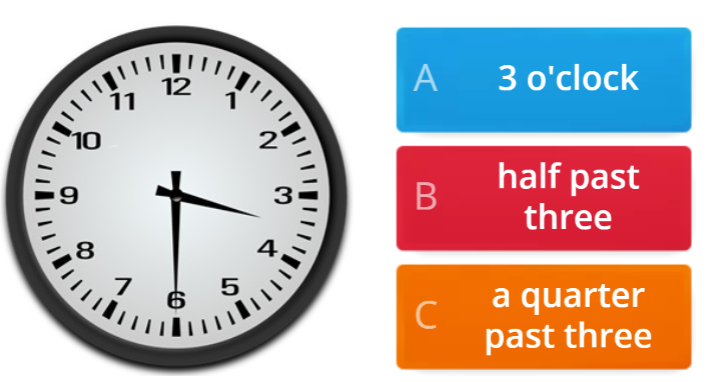 12
11
1
10
2
9
3
8
4
7
5
6
A
3 o'clock
B
half past
three
C
a quarter
past three